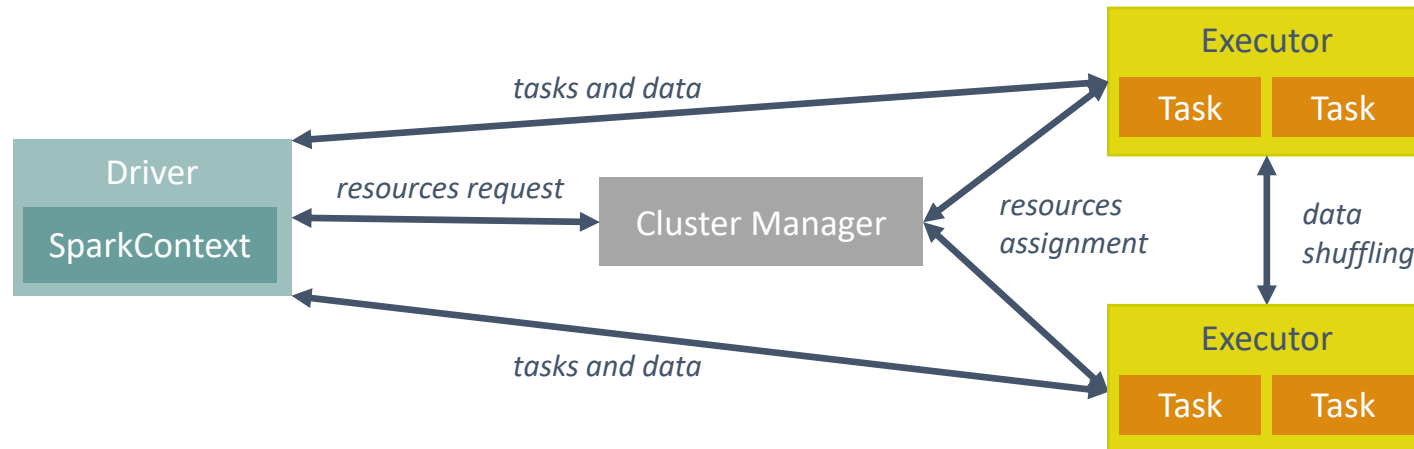 Executor
Task Task
tasks and data
Driver
SparkContext
resources request
Cluster Manager
resources
assignment
data
shuffling
tasks and data
Executor
Task Task